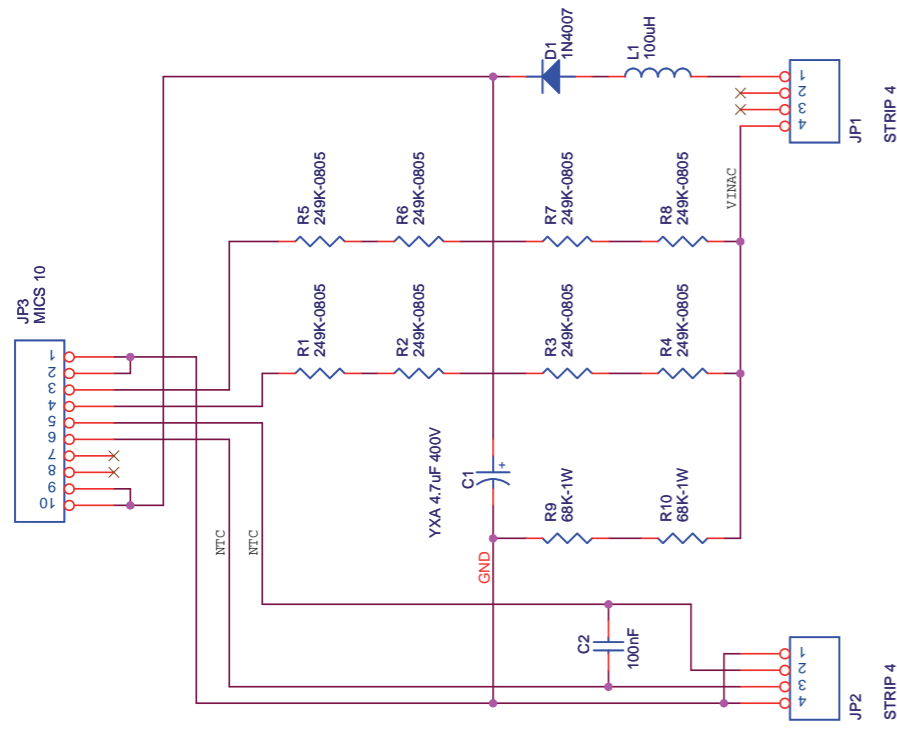 D1
1N4007
L1
100uH
1
2
3
4
JP1
STRIP 4
VINAC
R5
249K-0805
R6
249K-0805
R7
249K-0805
R8
249K-0805
JP3
MICS 10
1
2
3
4
5
6
7
8
9
10
R1
249K-0805
R2
249K-0805
R3
249K-0805
R4
249K-0805
YXA 4.7uF 400V
C1
+
R9
68K-1W
R10
68K-1W
NTC
NTC
GND
C2
100nF
1
2
3
4
JP2
STRIP 4